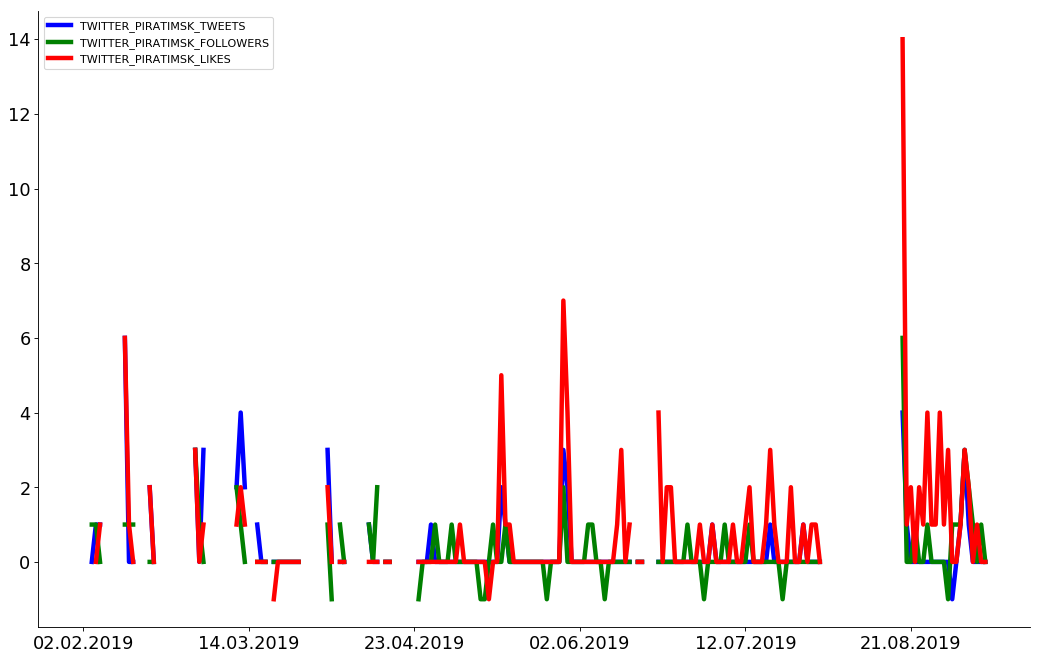 TWITTER_PIRATIMSK_TWEETS
TWITTER_PIRATIMSK_FOLLOWERS
TWITTER_PIRATIMSK_LIKES
14
12
10
8
6
4
2
0
02.02.2019 14.03.2019 23.04.2019 02.06.2019 12.07.2019 21.08.2019